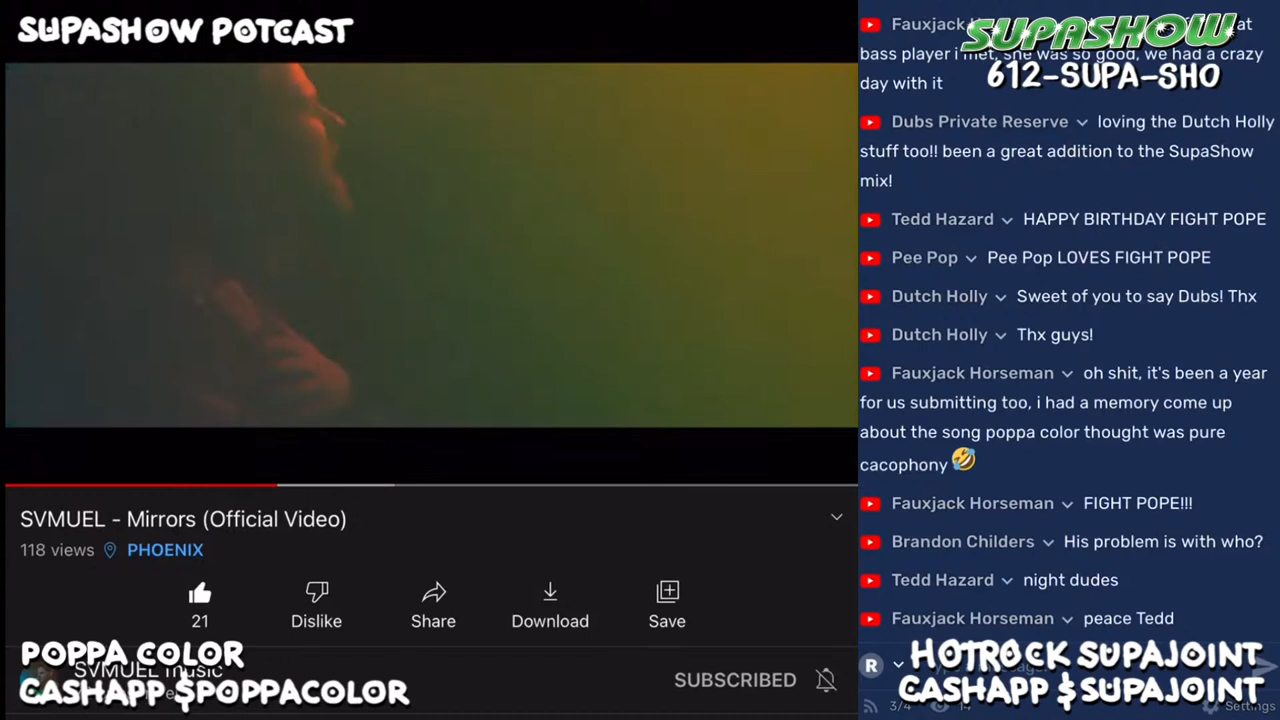 SUPASHOW POTCAST
SVMUEL - Mirrors (Official Video)
118 views PHOENIX
21
Dislike
Share
Download
Save
SVMUEL music
SUBSCRIBED
POPPA COLOR
CASHAPP $POPPACOLOR
SUPASHOW
612-SUPA-SHO
Fauxjack
bass player i met, she was so good, we had a crazy
day with it
Dubs Private Reserve loving the Dutch Holly
stuff too!! been a great addition to the SupaShow
mix!
Tedd Hazard HAPPY BIRTHDAY FIGHT POPE
Pee Pop Pee Pop LOVES FIGHT POPE
Dutch Holly Sweet of you to say Dubs! Thx
Dutch Holly Thx guys!
Fauxjack Horseman oh shit, it's been a year
for us submitting too, i had a memory come up
about the song poppa color thought was pure
cacophony 🤣
Fauxjack Horseman FIGHT POPE!!!
Brandon Childers His problem is with who?
Tedd Hazard night dudes
Fauxjack Horseman peace Tedd
R
HOTROCK SUPAJOINT
CASHAPP $SUPAJOINT
3/4 14 Settings